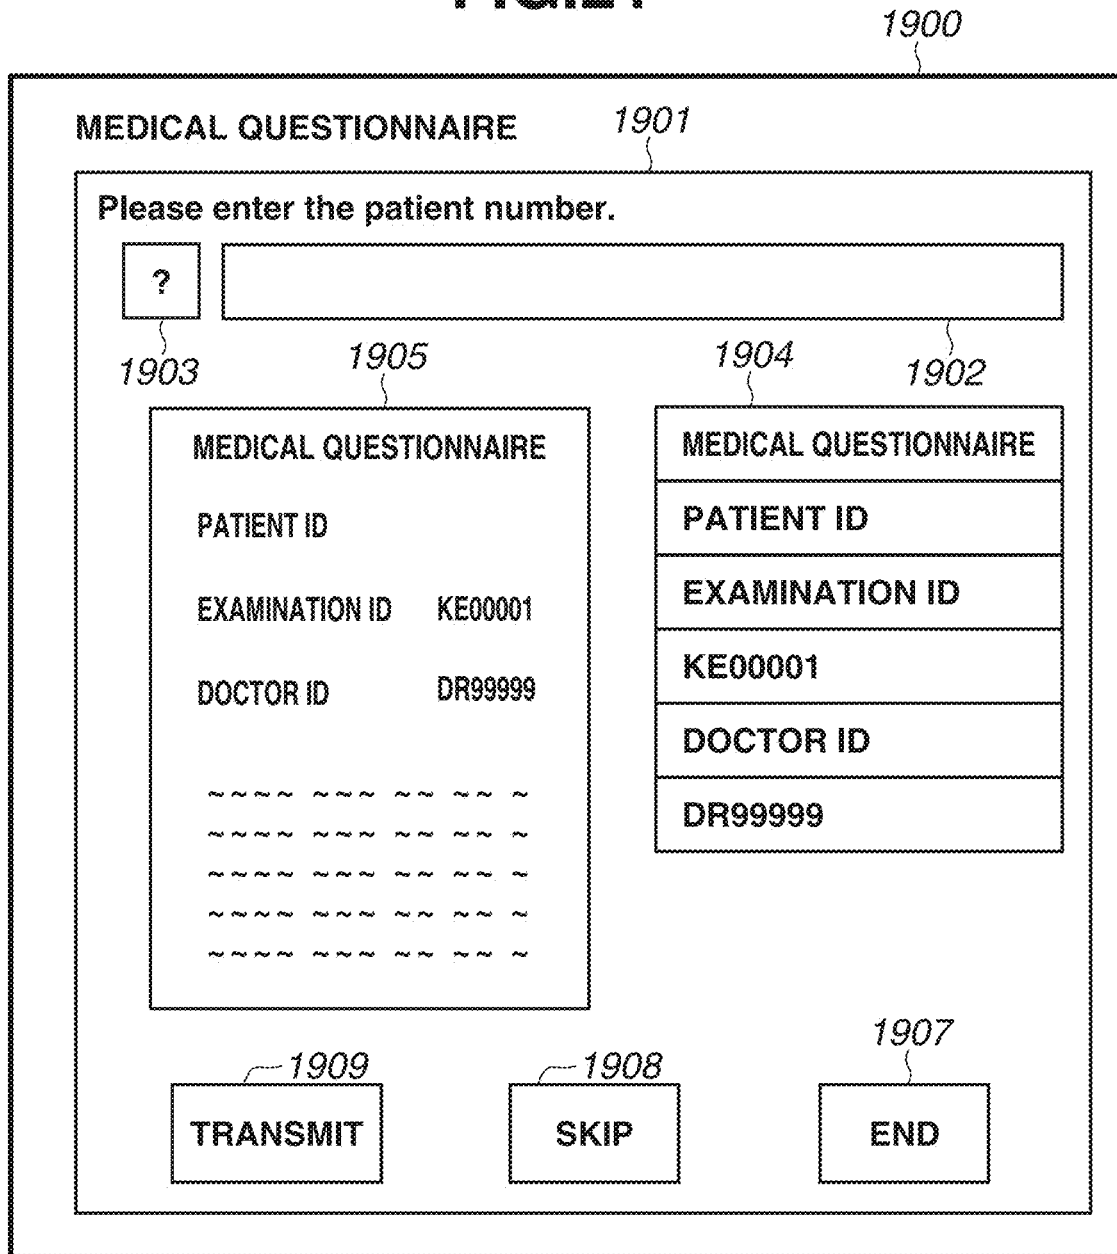 1900
MEDICAL QUESTIONNAIRE
1901
Please enter the patient number.
?
1903
1905
1904
1902
MEDICAL QUESTIONNAIRE
PATIENT ID
EXAMINATION ID KE00001
DOCTOR ID DR99999
~~~~ ~~~ ~~ ~~ ~
~~~~ ~~~ ~~ ~~ ~
~~~~ ~~~ ~~ ~~ ~
~~~~ ~~~ ~~ ~~ ~
~~~~ ~~~ ~~ ~~ ~
MEDICAL QUESTIONNAIRE
PATIENT ID
EXAMINATION ID
KE00001
DOCTOR ID
DR99999
1909
1908
1907
TRANSMIT
SKIP
END